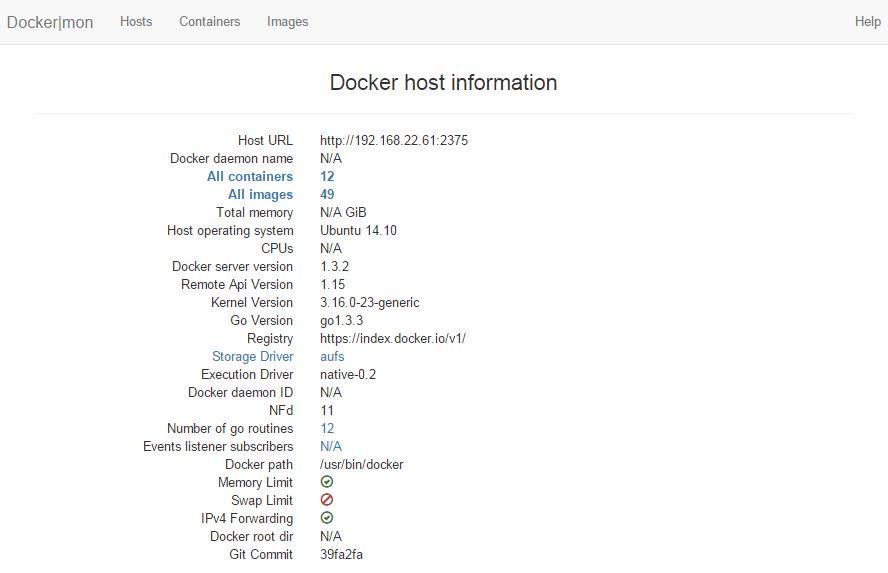 Docker|mon Hosts Containers Images Help
Docker host information
Host URL http://192.168.22.61:2375
Docker daemon name N/A
All containers 12
All images 49
Total memory N/A GiB
Host operating system Ubuntu 14.10
CPUs N/A
Docker server version 1.3.2
Remote Api Version 1.15
Kernel Version 3.16.0-23-generic
Go Version go1.3.3
Registry https://index.docker.io/v1/
Storage Driver aufs
Execution Driver native-0.2
Docker daemon ID N/A
NFd 11
Number of go routines 12
Events listener subscribers N/A
Docker path /usr/bin/docker
Memory Limit
Swap Limit
IPv4 Forwarding
Docker root dir N/A
Git Commit 39fa2fa